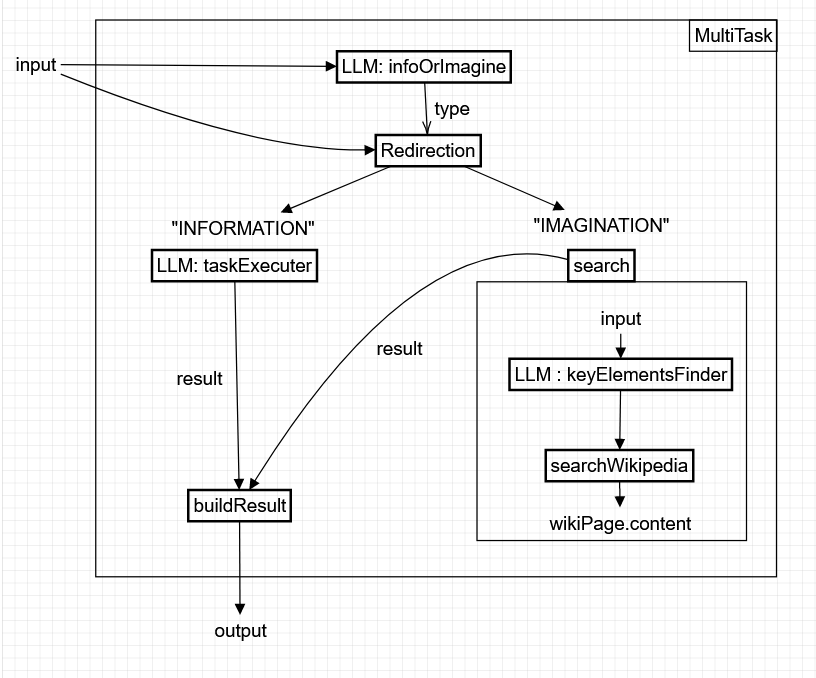 MultiTask
input
LLM: infoOrImagine
type
Redirection
"INFORMATION"
"IMAGINATION"
LLM: taskExecuter
search
input
result
result
LLM : keyElementsFinder
searchWikipedia
buildResult
wikiPage.content
output